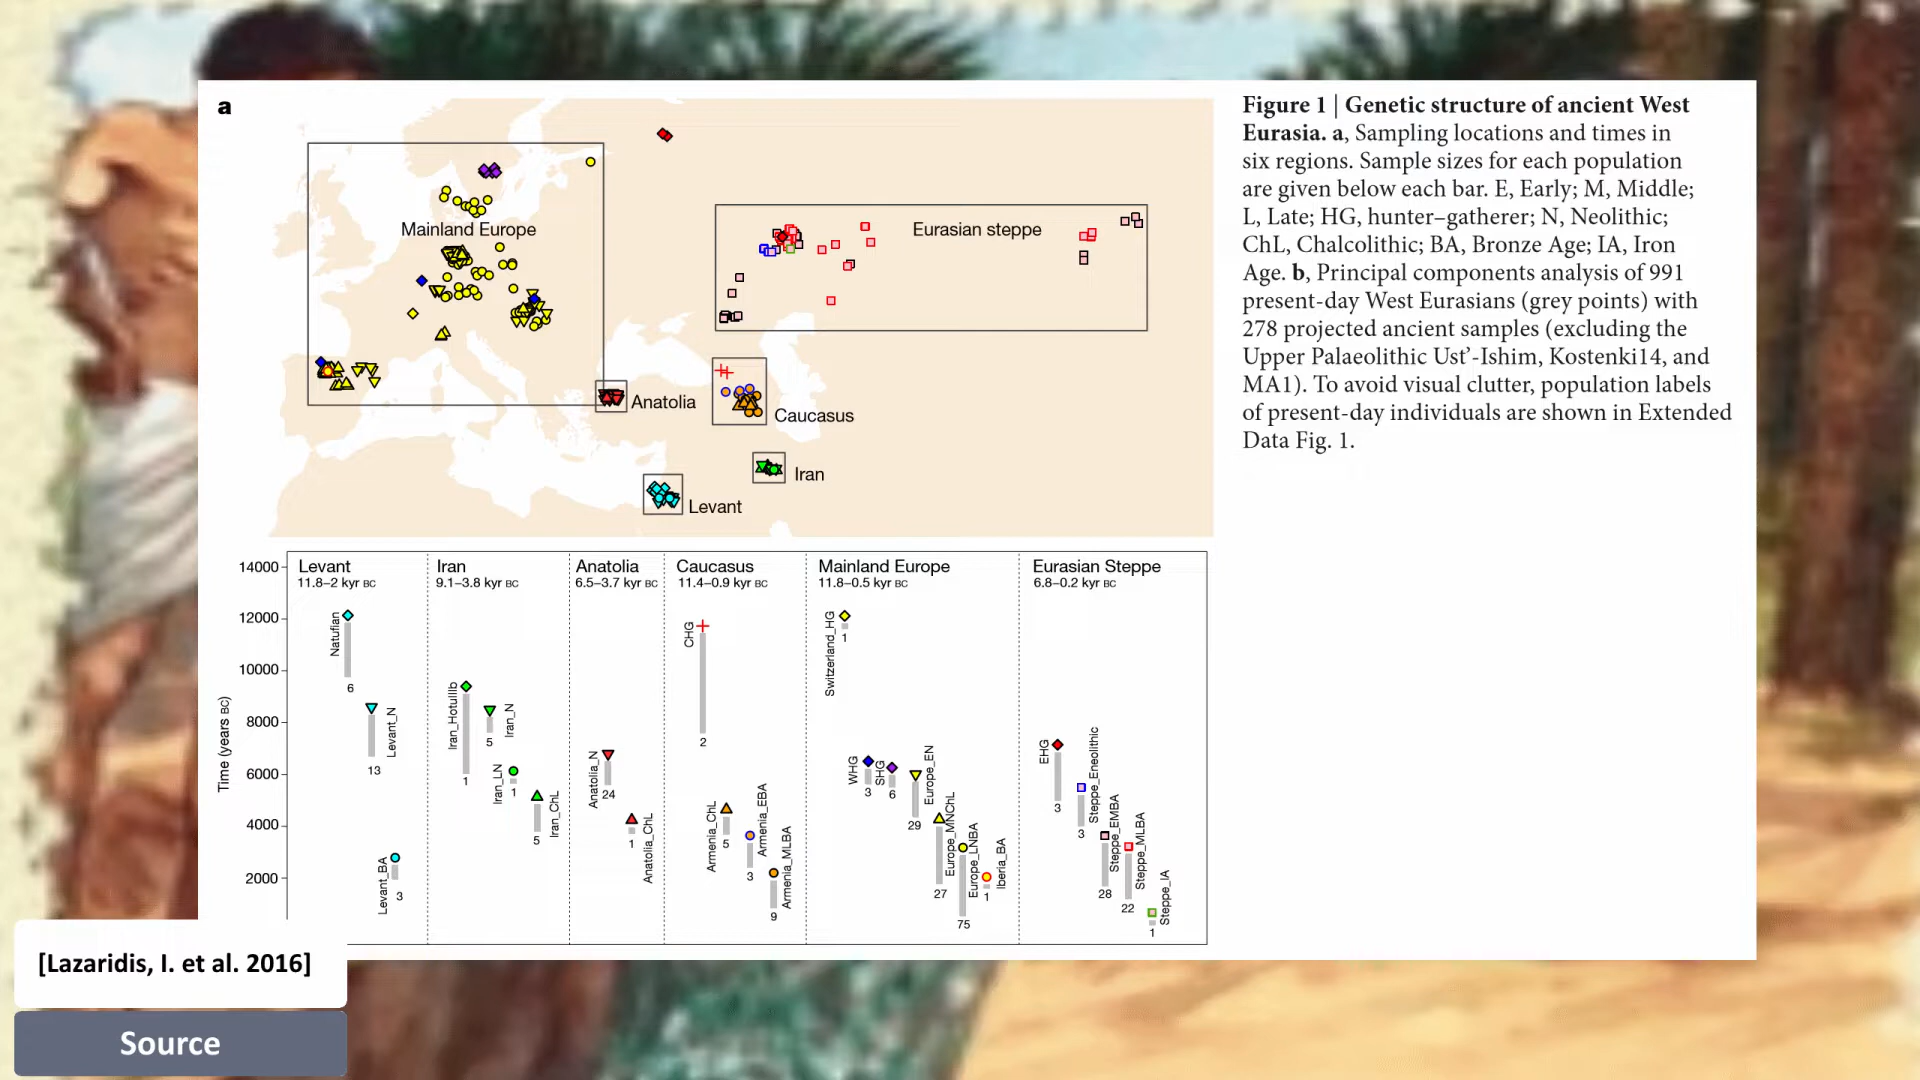 a
Mainland Europe
Eurasian steppe
Anatolia
Caucasus
Iran
Levant
Figure 1 | Genetic structure of ancient West
Eurasia. a, Sampling locations and times in
six regions. Sample sizes for each population
are given below each bar. E, Early; M, Middle;
L, Late; HG, hunter–gatherer; N, Neolithic;
ChL, Chalcolithic; BA, Bronze Age; IA, Iron
Age. b, Principal components analysis of 991
present-day West Eurasians (grey points) with
278 projected ancient samples (excluding the
Upper Palaeolithic Ust’-Ishim, Kostenki14, and
MA1). To avoid visual clutter, population labels
of present-day individuals are shown in Extended
Data Fig. 1.
Time (years BC)
14000
12000
10000
8000
6000
4000
2000
Levant
11.8–2 kyr BC
Natufian
6
Levant_N
13
Levant_BA
3
Iran
9.1–3.8 kyr BC
Iran_HotuIIIb
1
Iran_N
5
Iran_LN
1
Iran_ChL
5
Anatolia
6.5–3.7 kyr BC
Anatolia_N
24
Anatolia_ChL
1
Caucasus
11.4–0.9 kyr BC
CHG
2
Armenia_ChL
5
Armenia_EBA
3
Armenia_MLBA
9
Mainland Europe
11.8–0.5 kyr BC
Switzerland_HG
1
WHG
3
SHG
6
Europe_EN
29
Europe_MNChL
27
Europe_LNBA
75
Iberia_BA
1
Eurasian Steppe
6.8–0.2 kyr BC
EHG
3
Steppe_Eneolithic
3
Steppe_EMBA
28
Steppe_MLBA
22
Steppe_IA
1
[Lazaridis, I. et al. 2016]
Source